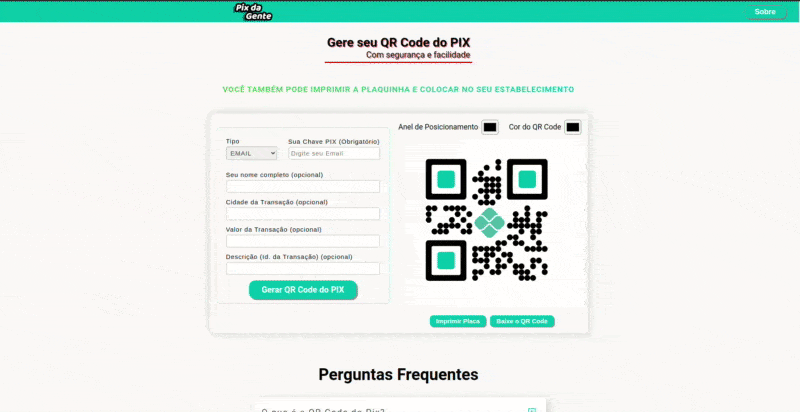 Pix da
Gente
Sobre
Gere seu QR Code do PIX
Com segurança e facilidade
VOCÊ TAMBÉM PODE IMPRIMIR A PLAQUINHA E COLOCAR NO SEU ESTABELECIMENTO
Anel de Posicionamento
Cor do QR Code
Tipo
Sua Chave PIX (Obrigatório)
EMAIL
Digite seu Email
Seu nome completo (opcional)
Cidade da Transação (opcional)
Valor da Transação (opcional)
Descrição (id. da Transação) (opcional)
Gerar QR Code do PIX
Imprimir Placa
Baixe o QR Code
Perguntas Frequentes
O que é o QR Code do Pix?